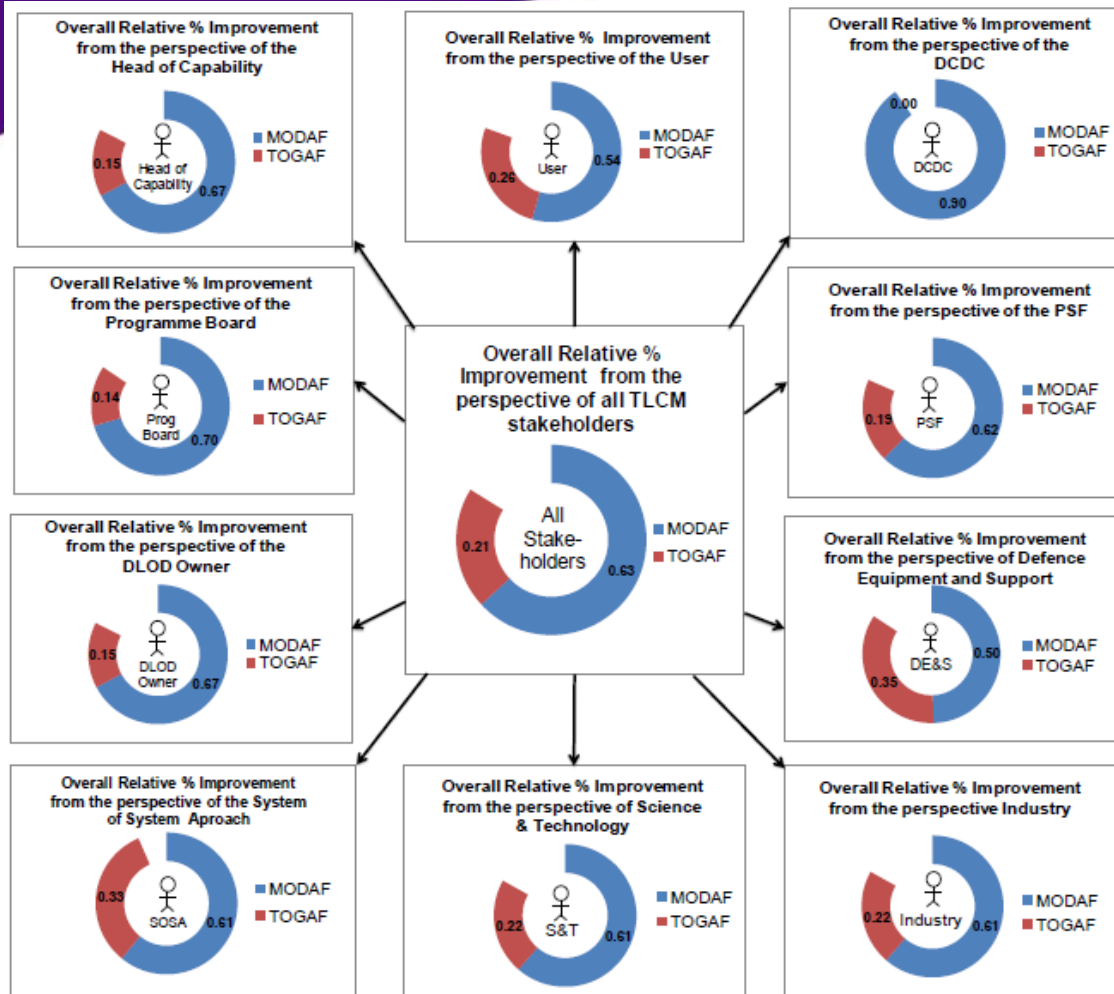 Overall Relative % Improvement
from the perspective of the
Head of Capability
0.15
Head of
Capability
0.67
MODAF
TOGAF
Overall Relative %  Improvement
from the perspective of the User
0.26
User
0.54
MODAF
TOGAF
Overall Relative % Improvement
from the perspective of the
DCDC
0.00
DCDC
0.90
MODAF
TOGAF
Overall Relative % Improvement
from the perspective of the
Programme Board
0.14
Prog
Board
0.70
MODAF
TOGAF
Overall Relative %
Improvement  from the
perspective of all TLCM
stakeholders
0.21
All
Stake-
holders
0.63
MODAF
TOGAF
Overall Relative % Improvement
from the perspective of the PSF
0.19
PSF
0.62
MODAF
TOGAF
Overall Relative % Improvement
from the perspective of the
DLOD Owner
0.15
DLOD
Owner
0.67
MODAF
TOGAF
Overall Relative % Improvement
from the perspective of Defence
Equipment and Support
0.35
DE&S
0.50
MODAF
TOGAF
Overall Relative % Improvement
from the perspective of the System
of System  Aproach
0.33
SOSA
0.61
MODAF
TOGAF
Overall Relative % Improvement
from the perspective of Science
& Technology
0.22
S&T
0.61
MODAF
TOGAF
Overall Relative % Improvement
from the perspective Industry
0.22
Industry
0.61
MODAF
TOGAF